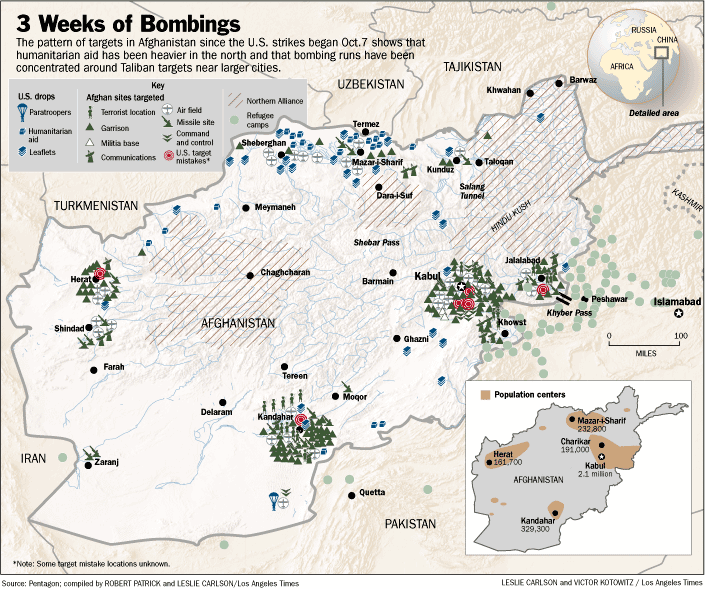 3 Weeks of Bombings
The pattern of targets in Afghanistan since the U.S. strikes began Oct.7 shows that
humanitarian aid has been heavier in the north and that bombing runs have been
concentrated around Taliban targets near larger cities.
Key
U.S. drops
Paratroopers
Humanitarian
aid
Leaflets
Afghan sites targeted
Terrorist location
Garrison
Militia base
Communications
Air field
Missile site
Command
and control
U.S. target
mistakes*
Northern Alliance
Refugee
camps
RUSSIA
CHINA
AFRICA
Detailed area
TAJIKISTAN
UZBEKISTAN
Barwaz
Khwahan
Termez
Sheberghan
Mazar-i-Sharif
Kunduz
Taloqan
Dara-i-Suf
Salang
Tunnel
KASHMIR
TURKMENISTAN
Meymaneh
HINDU KUSH
Shebar Pass
Jalalabad
Kabul
Herat
Chaghcharan
Barmain
Peshawar
Islamabad
Khyber Pass
Shindad
AFGHANISTAN
Khowst
Ghazni
0
100
MILES
Farah
Tereen
Delaram
Moqor
Kandahar
IRAN
Zaranj
Quetta
PAKISTAN
Population centers
Mazar-i-Sharif
232,800
Charikar
191,000
Herat
161,700
Kabul
2.1 million
AFGHANISTAN
Kandahar
329,300
*Note: Some target mistake locations unknown.
Source: Pentagon; compiled by ROBERT PATRICK and LESLIE CARLSON/Los Angeles Times
LESLIE CARLSON and VICTOR KOTOWITZ / Los Angeles Times